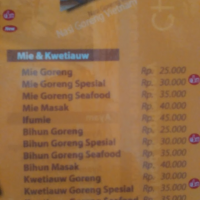 Nasi Goreng
Mie & Kwetiauw
Mie Goreng Rp. 25.000
Mie Goreng Spesial Rp. 30.000
Mie Goreng Seafood Rp. 35.000
Mie Masak Rp. 40.000
Ifumie Rp. 45.000
Bihun Goreng Rp. 25.000
Bihun Goreng Spesial Rp. 30.000
Bihun Goreng Seafood Rp. 35.000
Bihun Masak Rp. 40.000
Kwetiauw Goreng Rp. 30.000
Kwetiauw Goreng Spesial Rp. 35.000